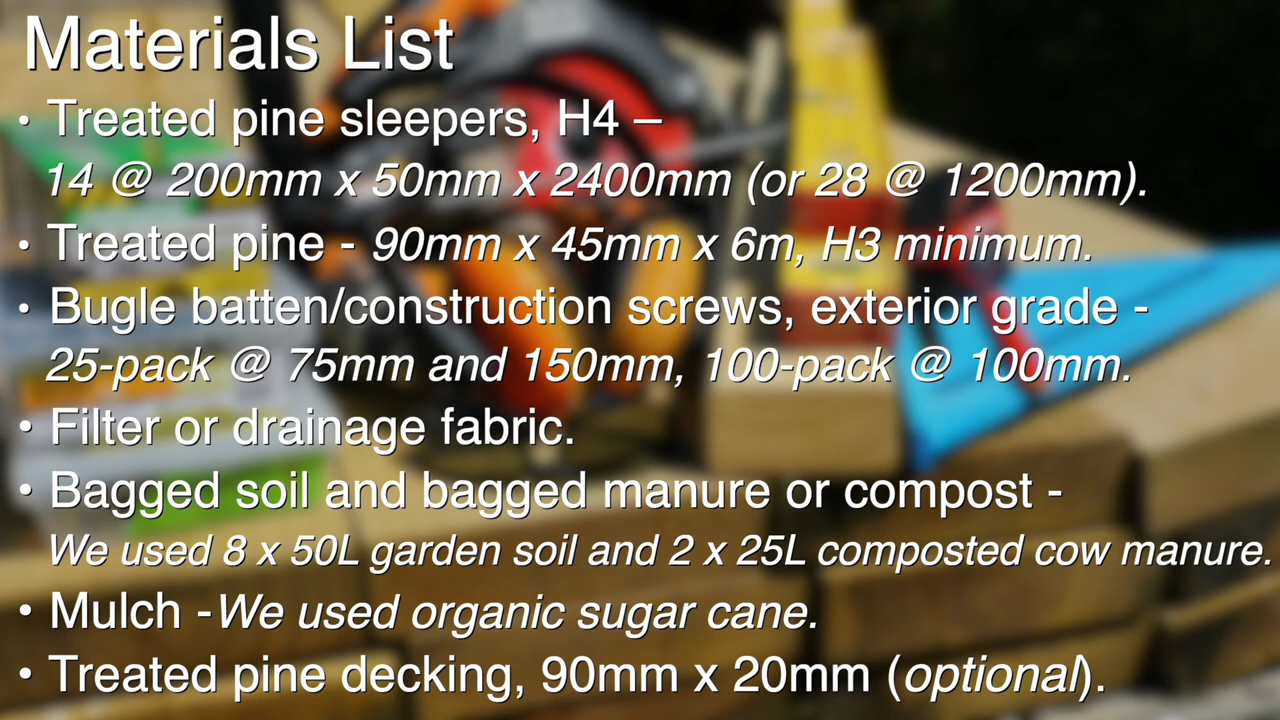 Materials List
• Treated pine sleepers, H4 –
14 @ 200mm x 50mm x 2400mm (or 28 @ 1200mm).
• Treated pine - 90mm x 45mm x 6m, H3 minimum.
• Bugle batten/construction screws, exterior grade -
25-pack @ 75mm and 150mm, 100-pack @ 100mm.
• Filter or drainage fabric.
• Bagged soil and bagged manure or compost -
We used 8 x 50L garden soil and 2 x 25L composted cow manure.
• Mulch -We used organic sugar cane.
• Treated pine decking, 90mm x 20mm (optional).